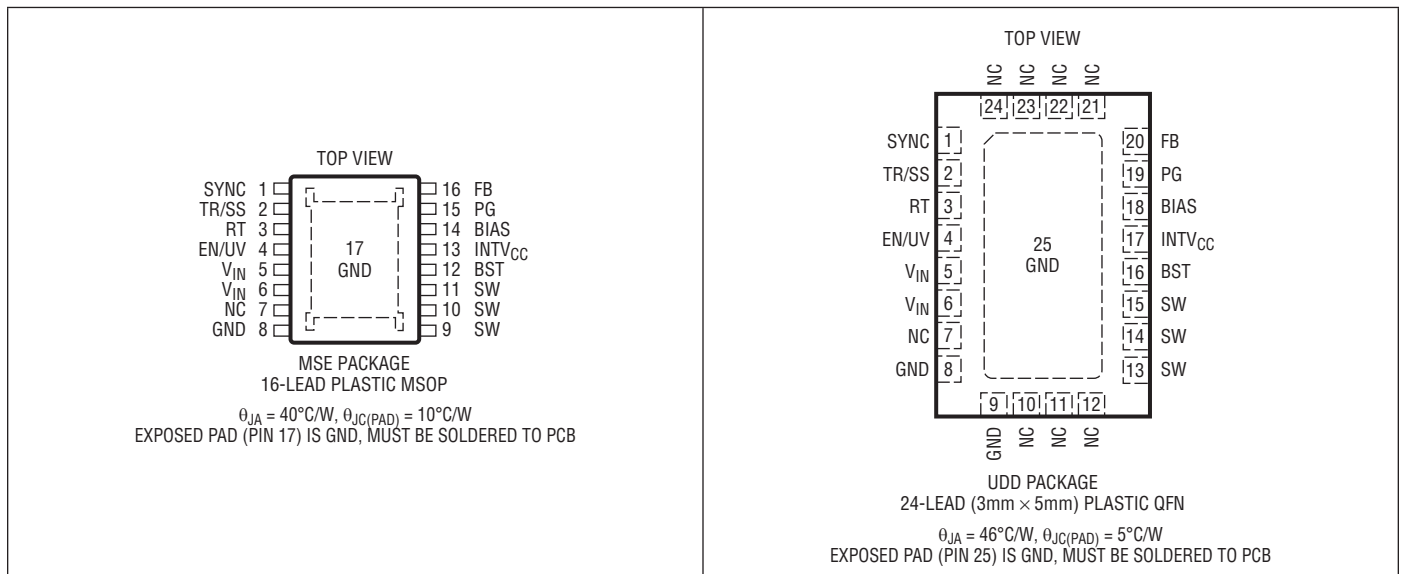 TOP VIEW
SYNC 1
TR/SS 2
RT 3
EN/UV 4
VIN 5
VIN 6
NC 7
GND 8
17
GND
16 FB
15 PG
14 BIAS
13 INTVCC
12 BST
11 SW
10 SW
9 SW
MSE PACKAGE
16-LEAD PLASTIC MSOP
θJA = 40°C/W, θJC(PAD) = 10°C/W
EXPOSED PAD (PIN 17) IS GND, MUST BE SOLDERED TO PCB
TOP VIEW
NC NC NC NC
24 23 22 21
SYNC 1
TR/SS 2
RT 3
EN/UV 4
VIN 5
VIN 6
NC 7
GND 8
25
GND
20 FB
19 PG
18 BIAS
17 INTVCC
16 BST
15 SW
14 SW
13 SW
9 10 11 12
GND NC NC NC
UDD PACKAGE
24-LEAD (3mm × 5mm) PLASTIC QFN
θJA = 46°C/W, θJC(PAD) = 5°C/W
EXPOSED PAD (PIN 25) IS GND, MUST BE SOLDERED TO PCB